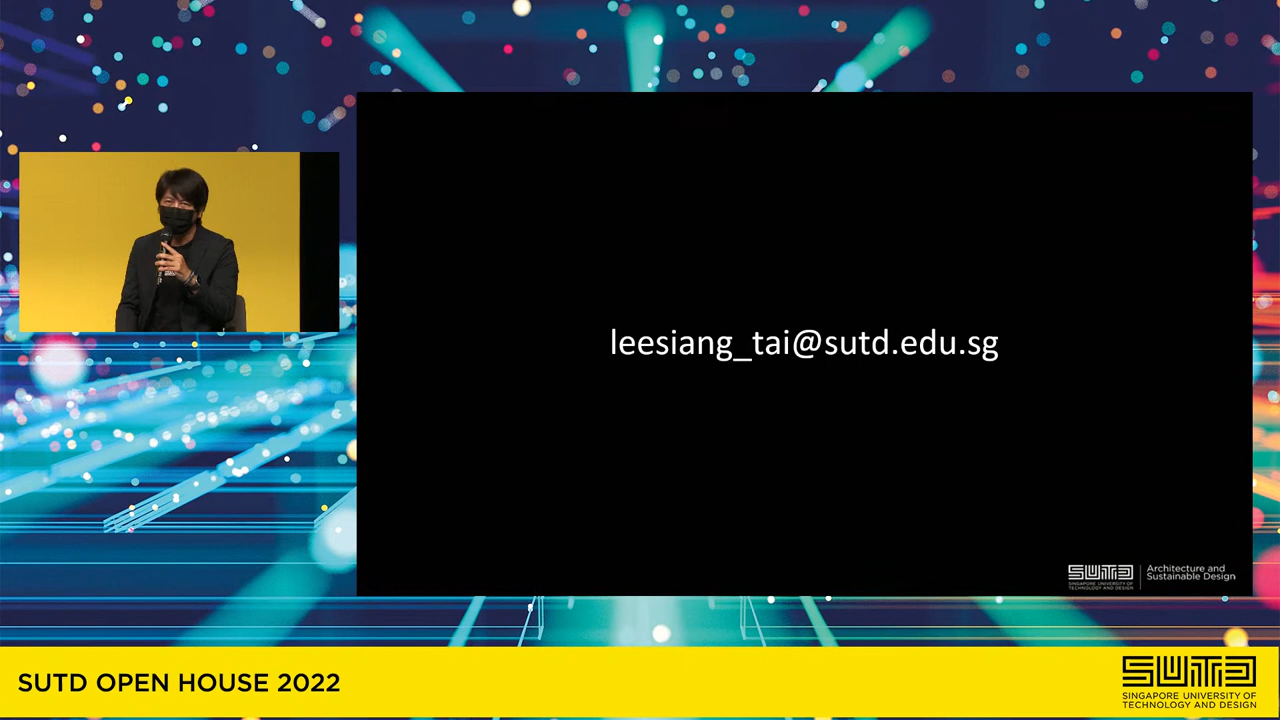 leesiang_tai@sutd.edu.sg
SUTD
SINGAPORE UNIVERSITY OF
TECHNOLOGY AND DESIGN
Architecture and
Sustainable Design
SUTD OPEN HOUSE 2022
SUTD
SINGAPORE UNIVERSITY OF
TECHNOLOGY AND DESIGN